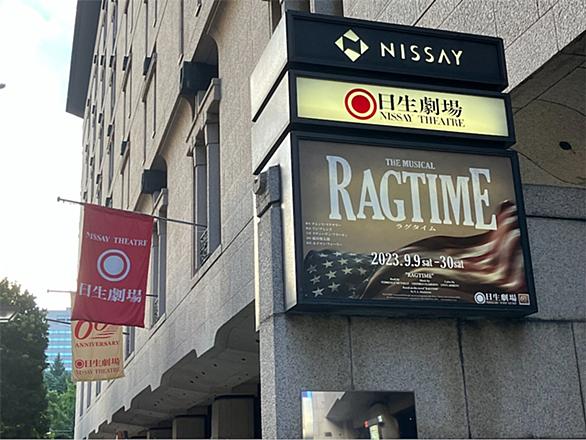 NISSAY
日生劇場
NISSAY THEATRE
THE MUSICAL
RAGTIME
ラグタイム
2023.9.9 sat -30 sat
"RAGTIME"
日生劇場
NISSAY THEATRE
日生劇場
60
ANNIVERSARY
日生劇場
NISSAY THEATRE